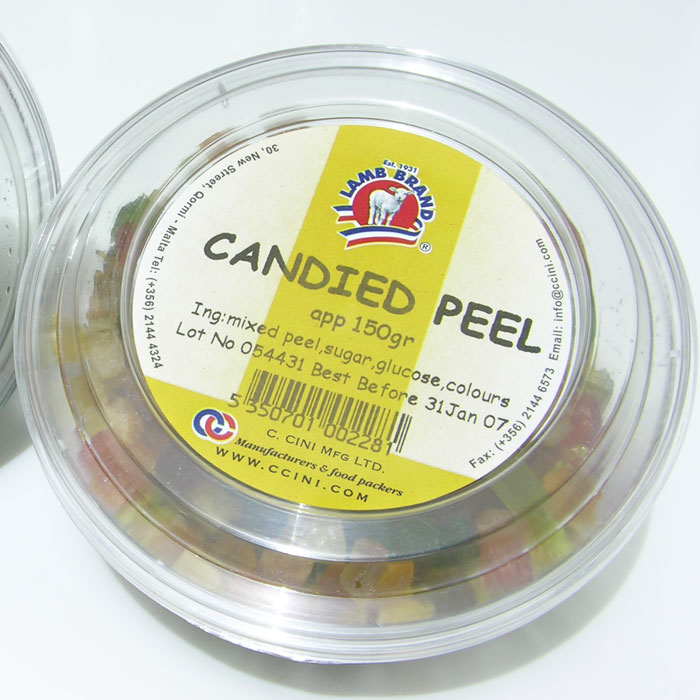 Est. 1931
LAMB BRAND
®
CANDIED PEEL
app 150gr
Ing:mixed peel,sugar,glucose,colours
Lot No 054431 Best Before 31Jan 07
5 350701 002281
C. CINI MFG LTD.
Manufacturers & food packers
WWW.CCINI.COM
30, New Street, Qormi - Malta Tel: (+356) 2144 4324
Fax: (+356) 2144 6573 Email: info@ccini.com